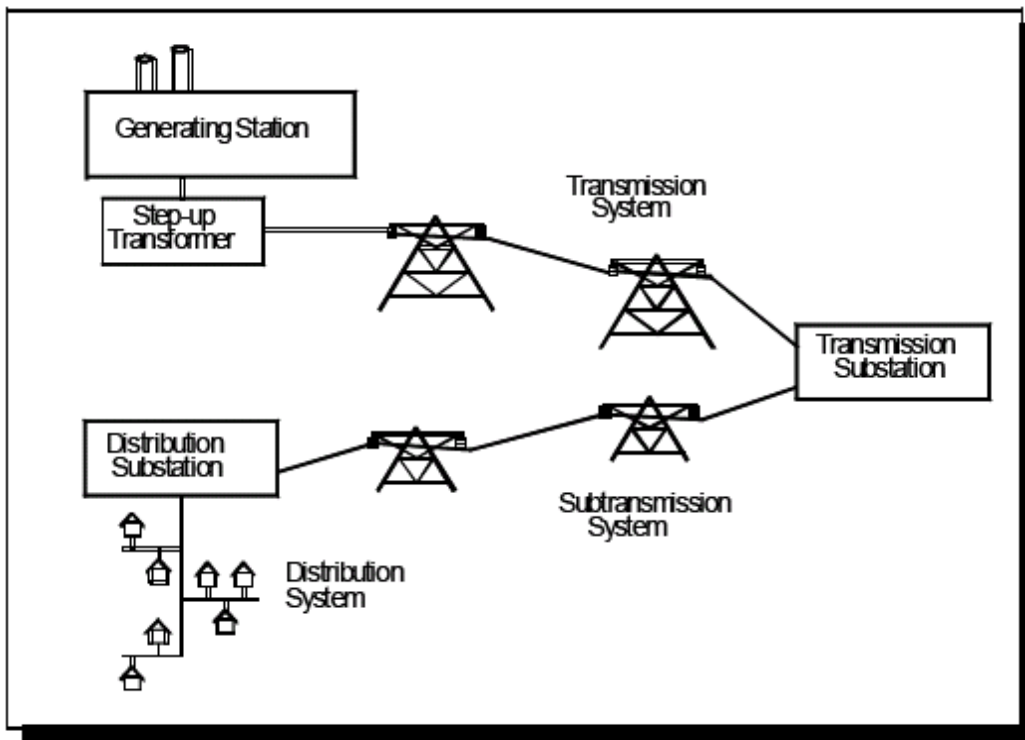 Generating Station
Step-up
Transformer
Transmission
System
Transmission
Substation
Distribution
Substation
Subtransmission
System
Distribution
System